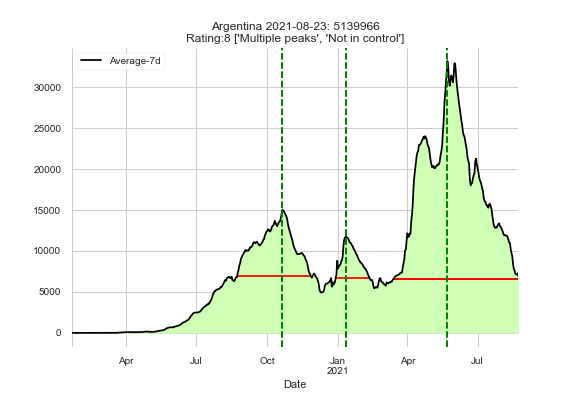 Argentina 2021-08-23: 5139966
Rating:8 ['Multiple peaks', 'Not in control']
Average-7d
30000
25000
20000
15000
10000
5000
0
Apr
Jul
Oct
Jan
2021
Apr
Jul
Date